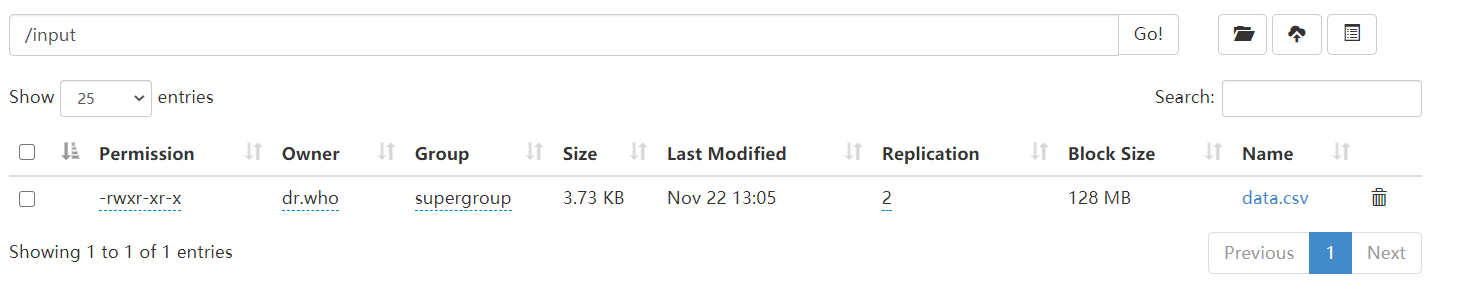 /input Go!
Show 25 entries Search:
Permission Owner Group Size Last Modified Replication Block Size Name
-rwxr-xr-x dr.who supergroup 3.73 KB Nov 22 13:05 2 128 MB data.csv
Showing 1 to 1 of 1 entries Previous 1 Next